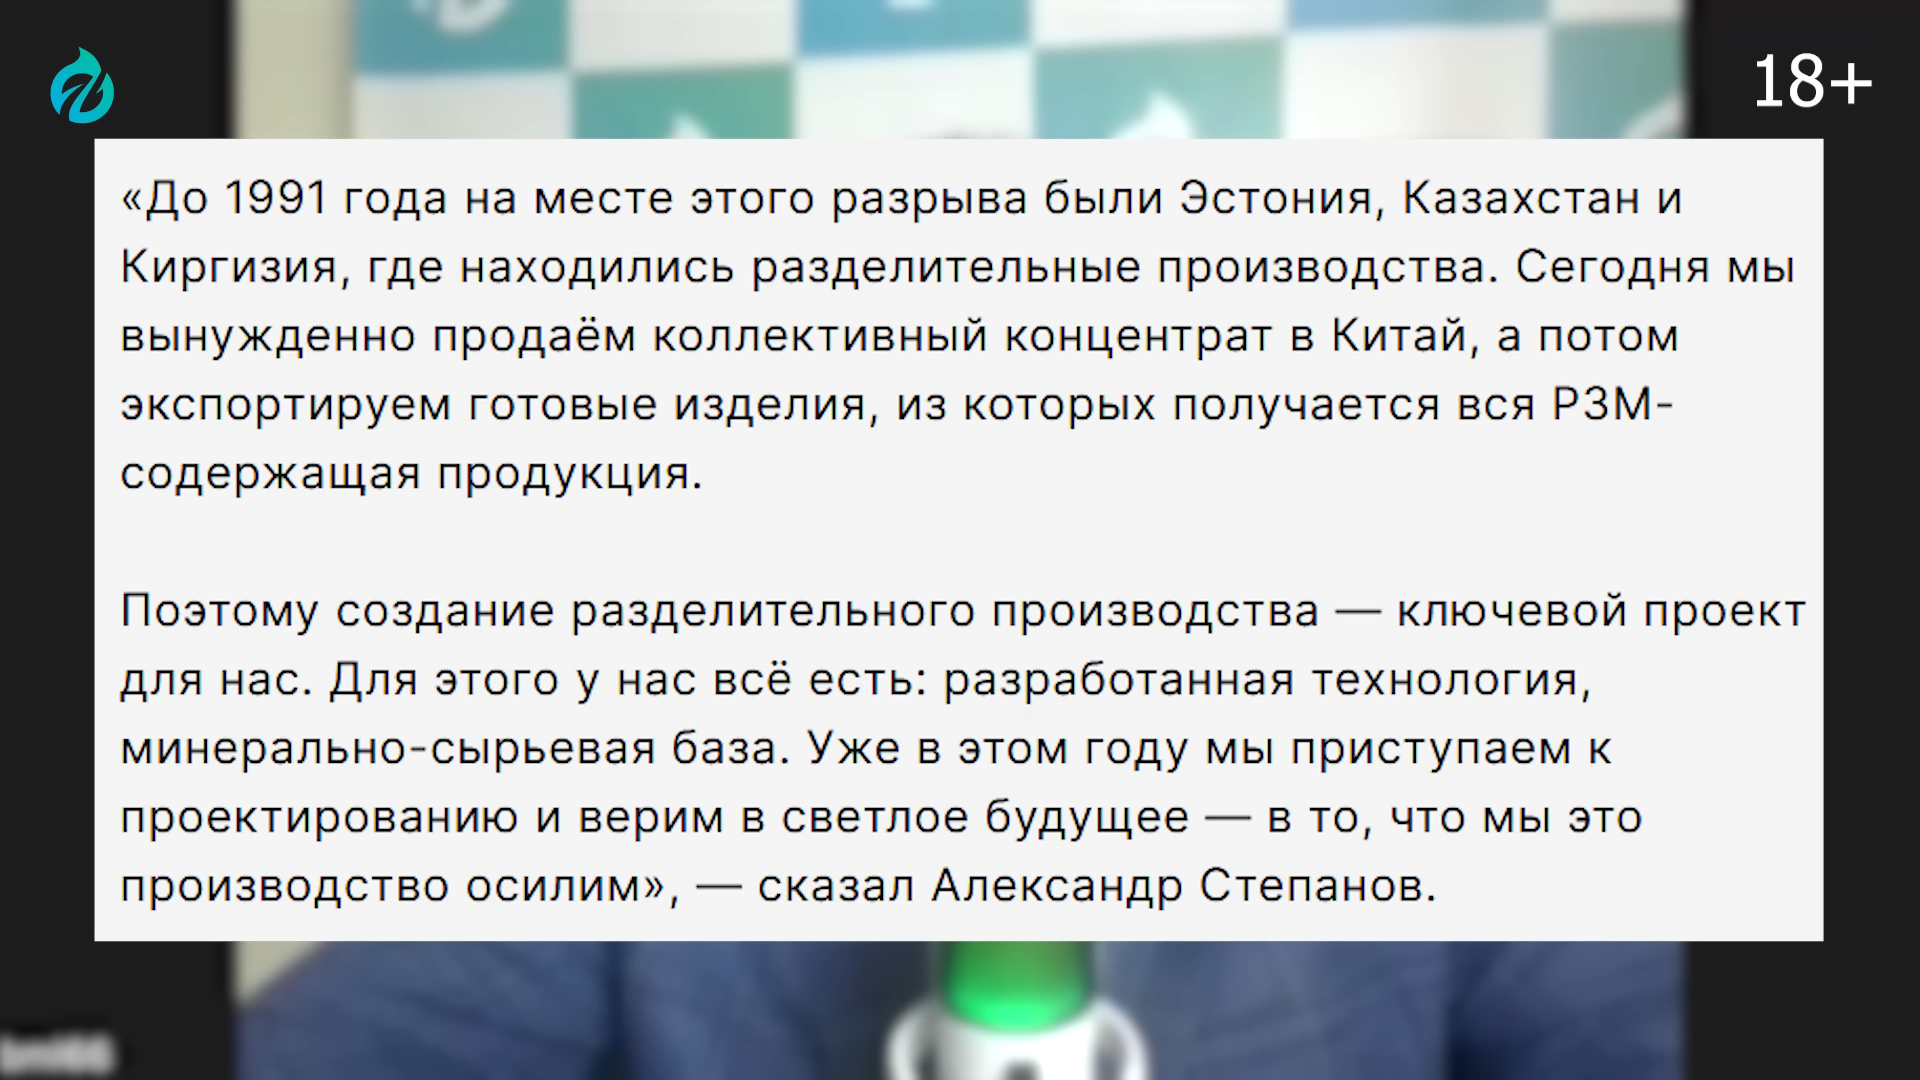 18+
«До 1991 года на месте этого разрыва были Эстония, Казахстан и
Киргизия, где находились разделительные производства. Сегодня мы
вынужденно продаём коллективный концентрат в Китай, а потом
экспортируем готовые изделия, из которых получается вся РЗМ-
содержащая продукция.
Поэтому создание разделительного производства — ключевой проект
для нас. Для этого у нас всё есть: разработанная технология,
минерально-сырьевая база. Уже в этом году мы приступаем к
проектированию и верим в светлое будущее — в то, что мы это
производство осилим», — сказал Александр Степанов.